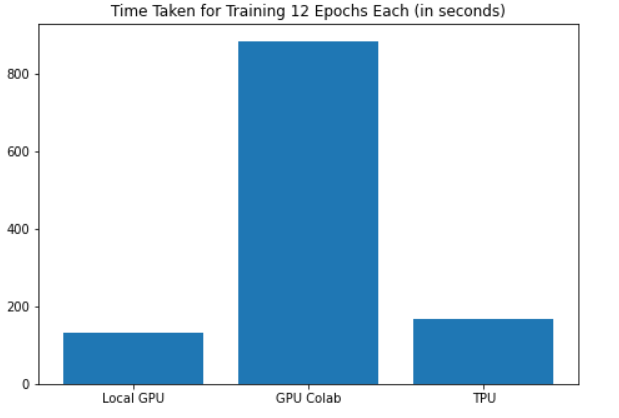 Time Taken for Training 12 Epochs Each (in seconds)
800
600
400
200
0
Local GPU GPU Colab TPU